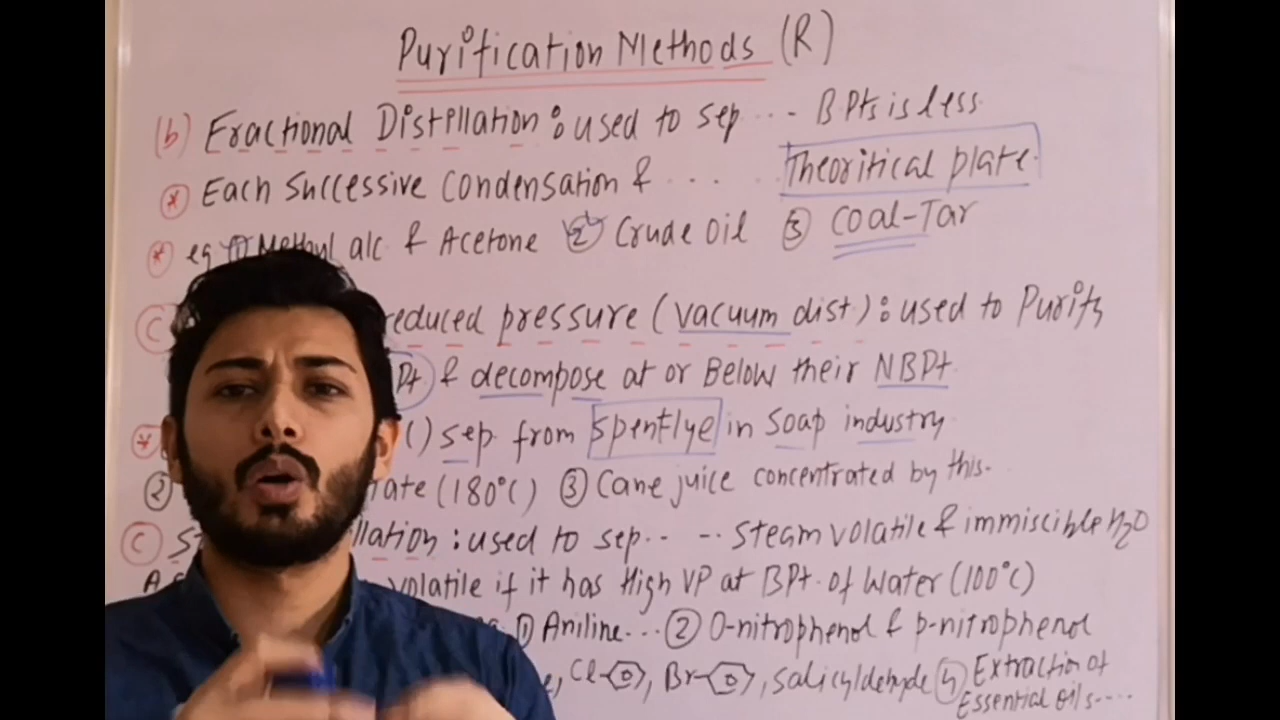 Purification Methods (R)
(b) Fractional Distillation : used to sep ... B.Pts is less
* Each Successive Condensation & .... Theoritical plate
* eg ① Methyl alc & Acetone ② Crude Oil ③ Coal-Tar
(C reduced pressure (vacuum dist) : used to Purify
Pt & decompose at or Below their NBPt
* () sep from Spentlye in Soap industry
② ate (180°C) ③ Cane juice concentrated by this.
(C) S llation : used to sep.. ... Steam volatile & immiscible H2O
A volatile if it has High VP at BPt. of Water (100°C)
① Aniline... ② O-nitrophenol & p-nitrophenol
Cl-, Br-, Salicyldehyde ④ Extraction of
Essential Oils....